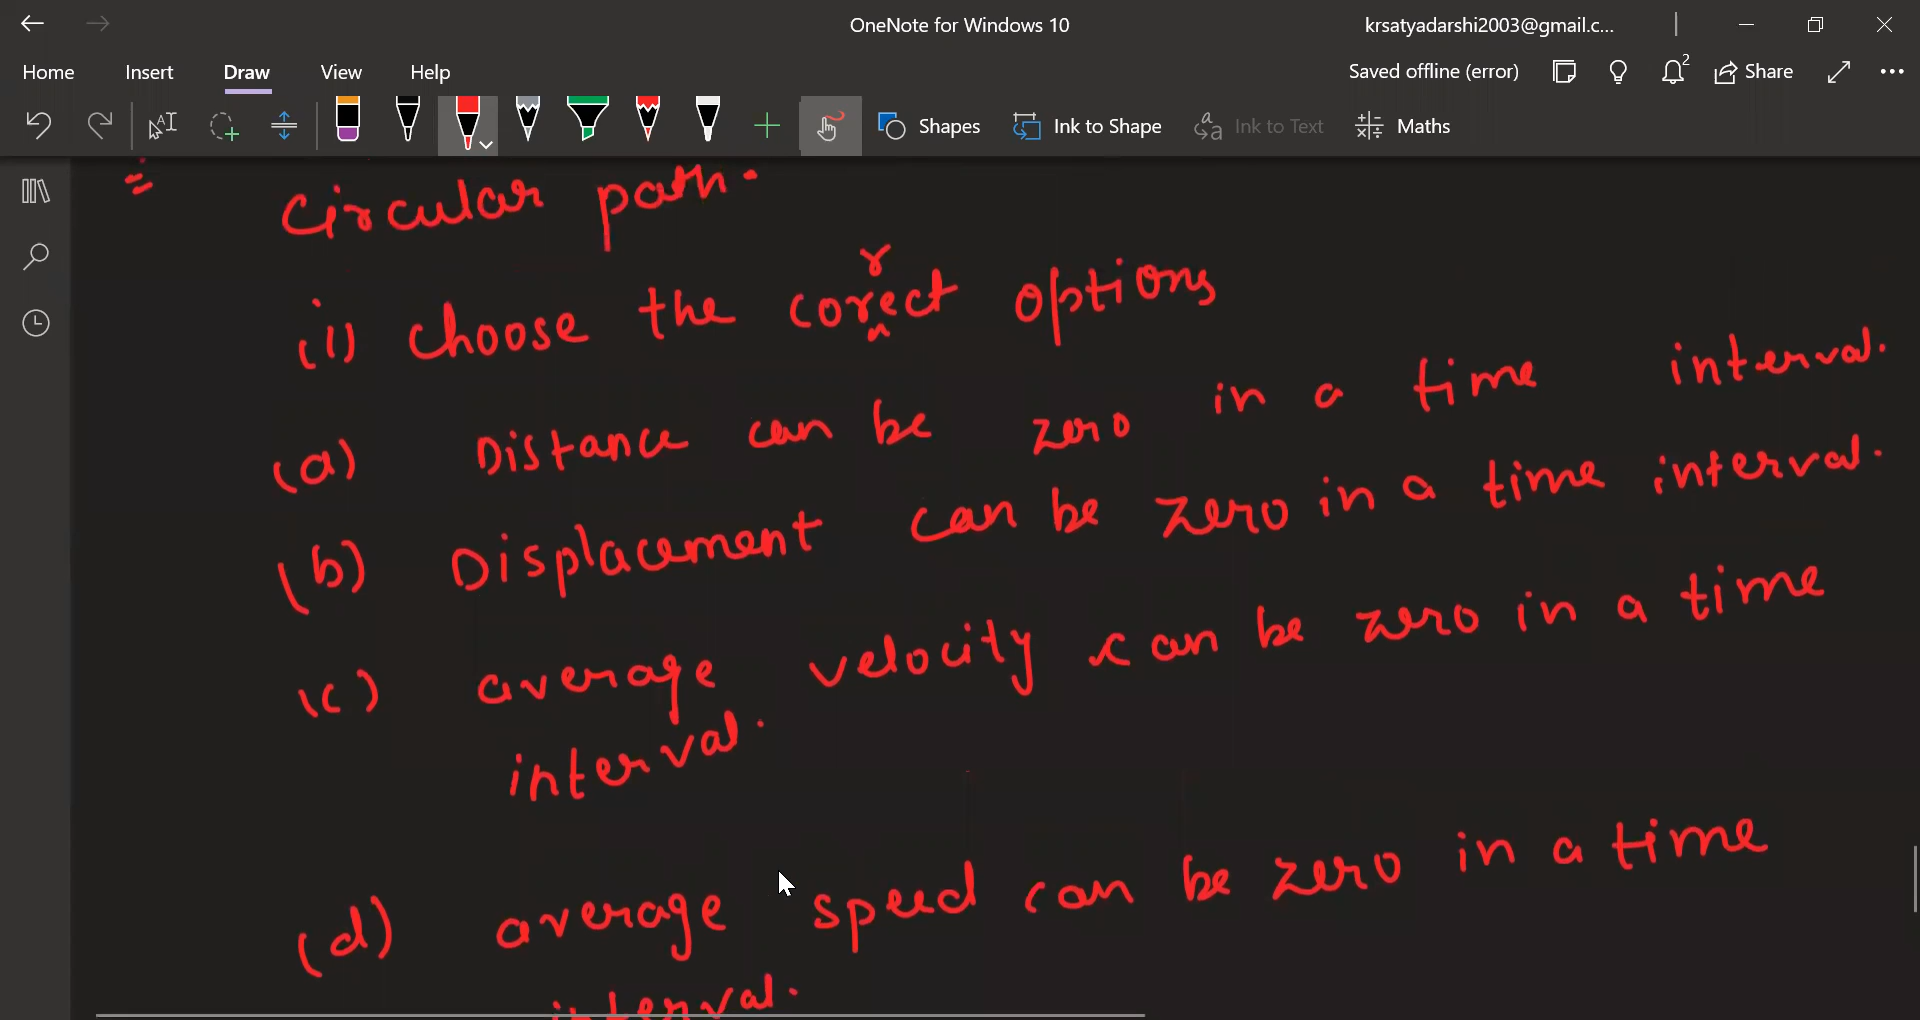 OneNote for Windows 10
krsatyadarshi2003@gmail.c...
Home Insert Draw View Help
Saved offline (error)
2
Share
Shapes
Ink to Shape
Ink to Text
Maths
Circular path.
(i) choose the correct options
(a) Distance can be zero in a time interval.
(b) Displacement can be zero in a time interval.
(c) average velocity can be zero in a time
interval.
(d) average speed can be zero in a time
interval.